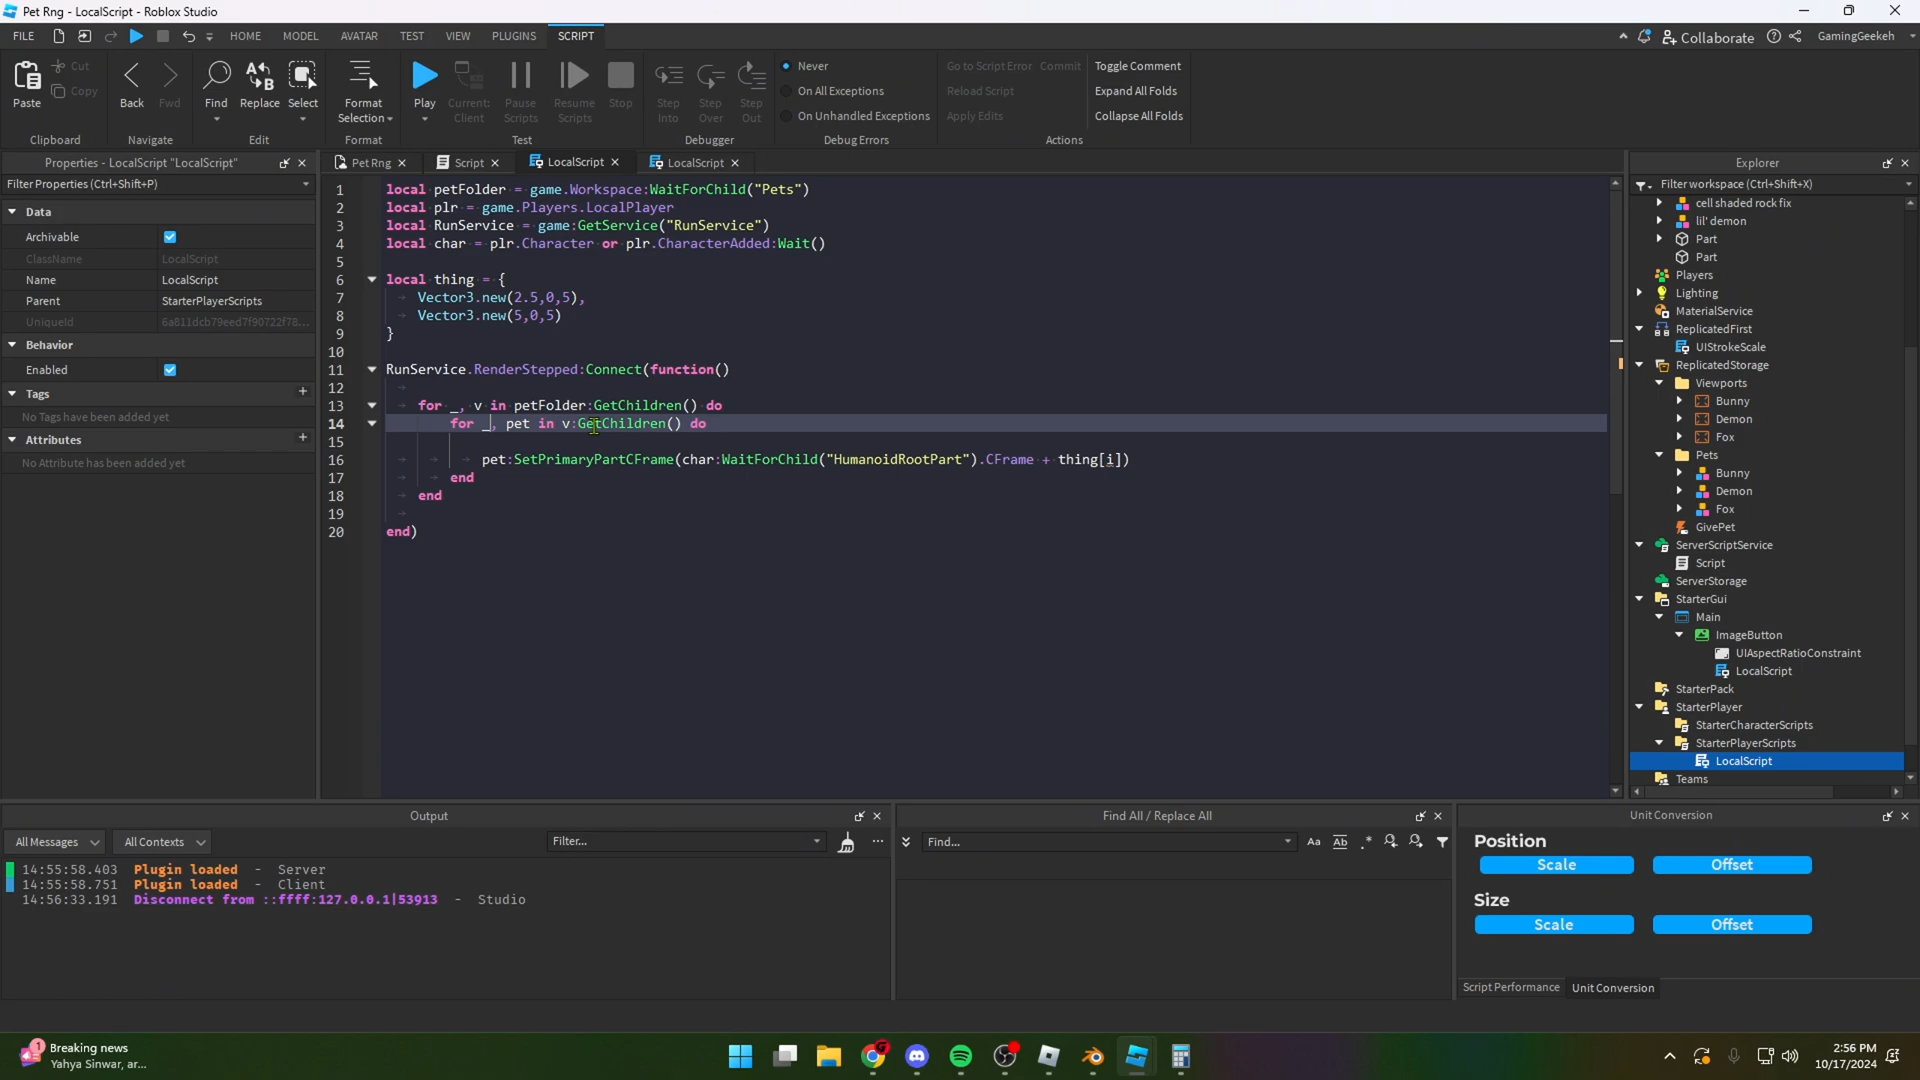 Pet Rng - LocalScript - Roblox Studio
FILE HOME MODEL AVATAR TEST VIEW PLUGINS SCRIPT Collaborate GamingGeekeh
Paste Cut Copy Back Fwd Find Replace Select Format Selection Play Current: Client Pause Scripts Resume Scripts Stop Step Into Step Over Step Out
Never
On All Exceptions
On Unhandled Exceptions
Go to Script Error Commit
Reload Script
Apply Edits
Toggle Comment
Expand All Folds
Collapse All Folds
Clipboard Navigate Edit Format Test Debugger Debug Errors Actions
Properties - LocalScript "LocalScript"
Filter Properties (Ctrl+Shift+P)
Data
Archivable
ClassName LocalScript
Name LocalScript
Parent StarterPlayerScripts
UniqueId 6a811dcb79eed7f90722f78...
Behavior
Enabled
Tags +
No Tags have been added yet
Attributes +
No Attribute has been added yet
Pet Rng Script LocalScript LocalScript
1 local petFolder = game.Workspace:WaitForChild("Pets")
2 local plr = game.Players.LocalPlayer
3 local RunService = game:GetService("RunService")
4 local char = plr.Character or plr.CharacterAdded:Wait()
5
6 local thing = {
7 Vector3.new(2.5,0,5),
8 Vector3.new(5,0,5)
9 }
10
11 RunService.RenderStepped:Connect(function()
12
13 for _, v in petFolder:GetChildren() do
14 for _, pet in v:GetChildren() do
15
16 pet:SetPrimaryPartCFrame(char:WaitForChild("HumanoidRootPart").CFrame + thing[i])
17 end
18 end
19
20 end)
Explorer
Filter workspace (Ctrl+Shift+X)
cell shaded rock fix
lil' demon
Part
Part
Players
Lighting
MaterialService
ReplicatedFirst
UIStrokeScale
ReplicatedStorage
Viewports
Bunny
Demon
Fox
Pets
Bunny
Demon
Fox
GivePet
ServerScriptService
Script
ServerStorage
StarterGui
Main
ImageButton
UIAspectRatioConstraint
LocalScript
StarterPack
StarterPlayer
StarterCharacterScripts
StarterPlayerScripts
LocalScript
Teams
Output
All Messages All Contexts Filter...
14:55:58.403 Plugin loaded - Server
14:55:58.751 Plugin loaded - Client
14:56:33.191 Disconnect from ::ffff:127.0.0.1|53913 - Studio
Find All / Replace All
Find... Aa Ab .*
Unit Conversion
Position
Scale Offset
Size
Scale Offset
Script Performance Unit Conversion
1 Breaking news
Yahya Sinwar, ar...
2:56 PM
10/17/2024